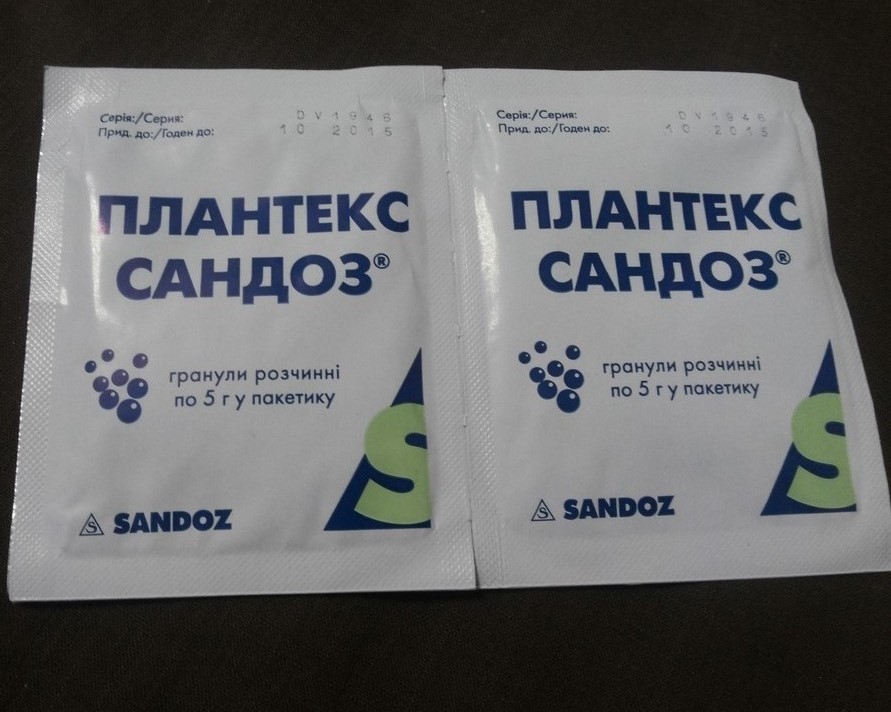 Серія:/Серия: DV1946
Прид. до:/Годен до: 10 2015
ПЛАНТЕКС
САНДОЗ®
гранули розчинні
по 5 г у пакетику
S SANDOZ
S
Серія:/Серия: DV1946
Прид. до:/Годен до: 10 2015
ПЛАНТЕКС
САНДОЗ®
гранули розчинні
по 5 г у пакетику
S SANDOZ
S